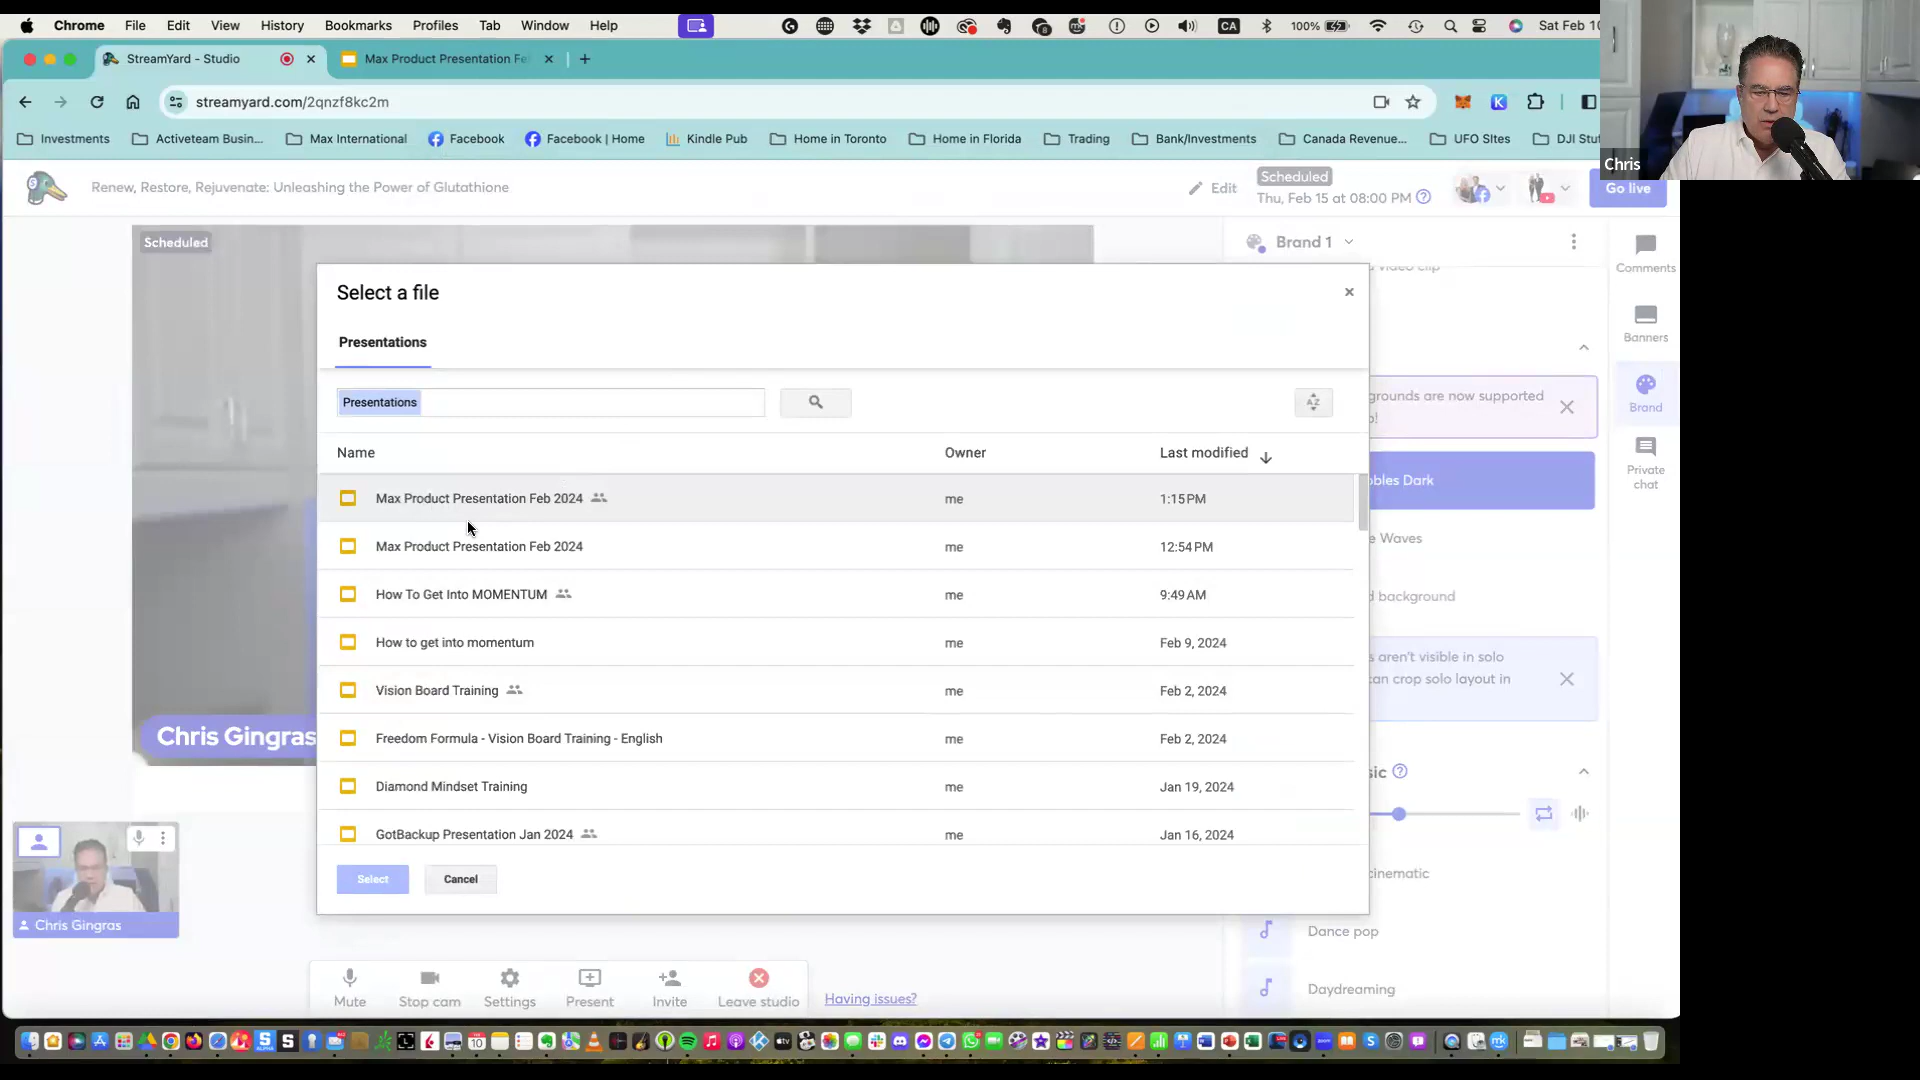 Chrome File Edit View History Bookmarks Profiles Tab Window Help
CA 100% Sat Feb 10
StreamYard - Studio Max Product Presentation Fe
streamyard.com/2qnzf8kc2m
Investments Activeteam Busin... Max International Facebook Facebook | Home Kindle Pub Home in Toronto Home in Florida Trading Bank/Investments Canada Revenue... UFO SItes DJI Stu
Chris
Renew, Restore, Rejuvenate: Unleashing the Power of Glutathione
Edit
Scheduled
Thu, Feb 15 at 08:00 PM
Go live
Scheduled
Brand 1
Comments
Banners
Brand
Private chat
Select a file
Presentations
Presentations
Name Owner Last modified
Max Product Presentation Feb 2024 me 1:15 PM
Max Product Presentation Feb 2024 me 12:54 PM
How To Get Into MOMENTUM me 9:49 AM
How to get into momentum me Feb 9, 2024
Vision Board Training me Feb 2, 2024
Freedom Formula - Vision Board Training - English me Feb 2, 2024
Diamond Mindset Training me Jan 19, 2024
GotBackup Presentation Jan 2024 me Jan 16, 2024
Select Cancel
video clip
grounds are now supported
bles Dark
Waves
background
aren't visible in solo
can crop solo layout in
sic
cinematic
Dance pop
Daydreaming
Chris Gingras
Chris Gingras
Mute Stop cam Settings Present Invite Leave studio Having issues?